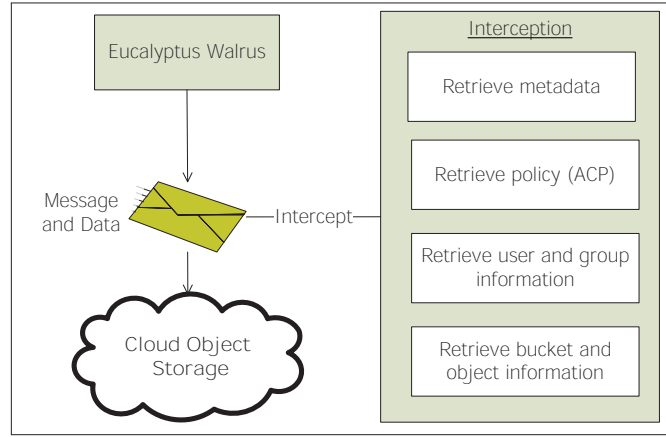 Eucalyptus Walrus
Message
and Data
Intercept
Cloud Object
Storage
Interception
Retrieve metadata
Retrieve policy (ACP)
Retrieve user and group
information
Retrieve bucket and
object information